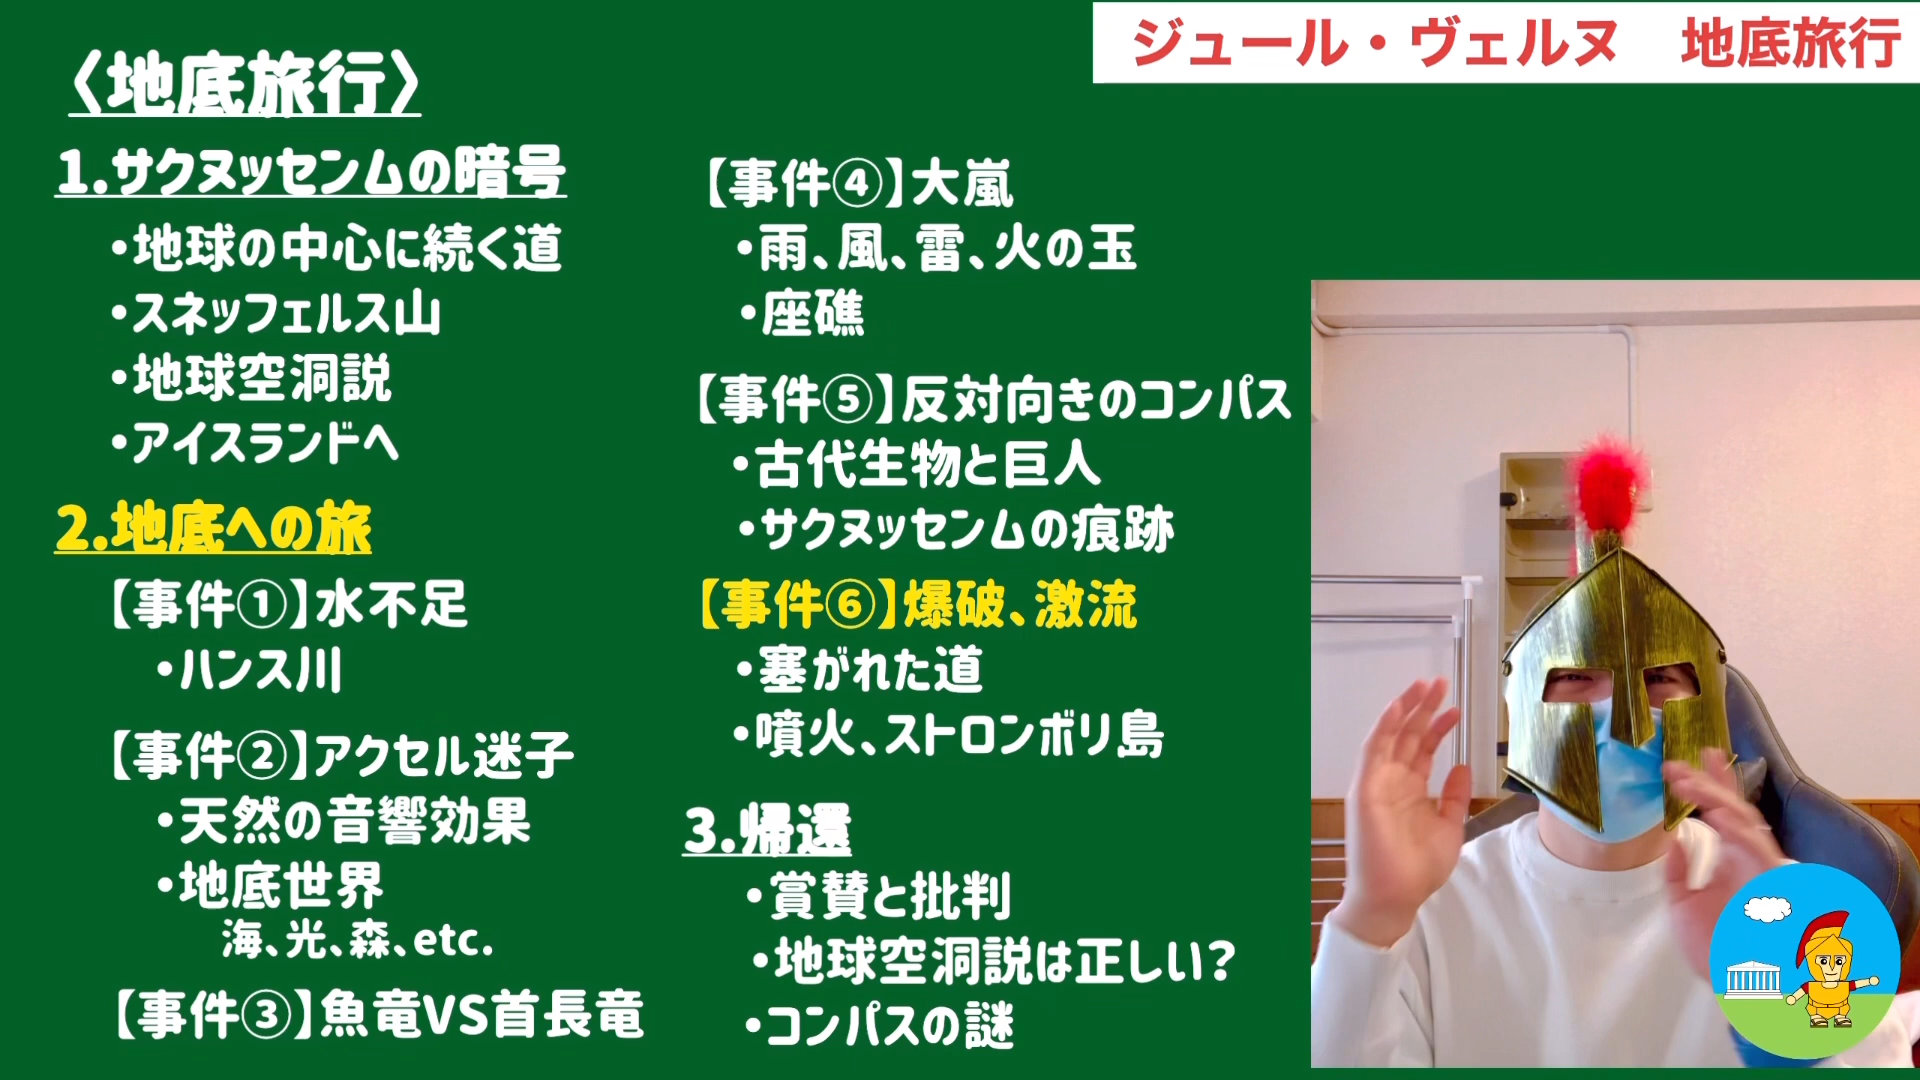 ジュール・ヴェルヌ　地底旅行
〈地底旅行〉
1.サクヌッセンムの暗号
・地球の中心に続く道
・スネッフェルス山
・地球空洞説
・アイスランドへ
2.地底への旅
【事件①】水不足
・ハンス川
【事件②】アクセル迷子
・天然の音響効果
・地底世界
海、光、森、etc.
【事件③】魚竜VS首長竜
【事件④】大嵐
・雨、風、雷、火の玉
・座礁
【事件⑤】反対向きのコンパス
・古代生物と巨人
・サクヌッセンムの痕跡
【事件⑥】爆破、激流
・塞がれた道
・噴火、ストロンボリ島
3.帰還
・賞賛と批判
・地球空洞説は正しい?
・コンパスの謎